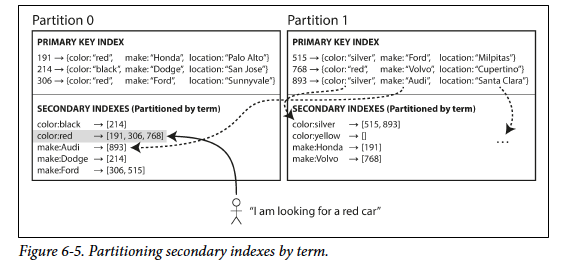 Partition 0
PRIMARY KEY INDEX
191 → {color:“red”, make:“Honda”, location:“Palo Alto”}
214 → {color:“black”, make:“Dodge”, location:“San Jose”}
306 → {color:“red”, make:“Ford”, location:“Sunnyvale”}
SECONDARY INDEXES (Partitioned by term)
color:black → [214]
color:red → [191, 306, 768]
make:Audi → [893]
make:Dodge → [214]
make:Ford → [306, 515]
Partition 1
PRIMARY KEY INDEX
515 → {color:“silver”, make:“Ford”, location:“Milpitas”}
768 → {color:“red”, make:“Volvo”, location:“Cupertino”}
893 → {color:“silver”, make:“Audi”, location:“Santa Clara”}
SECONDARY INDEXES (Partitioned by term)
color:silver → [515, 893]
color:yellow → []
make:Honda → [191]
make:Volvo → [768]
...
“I am looking for a red car”
Figure 6-5. Partitioning secondary indexes by term.